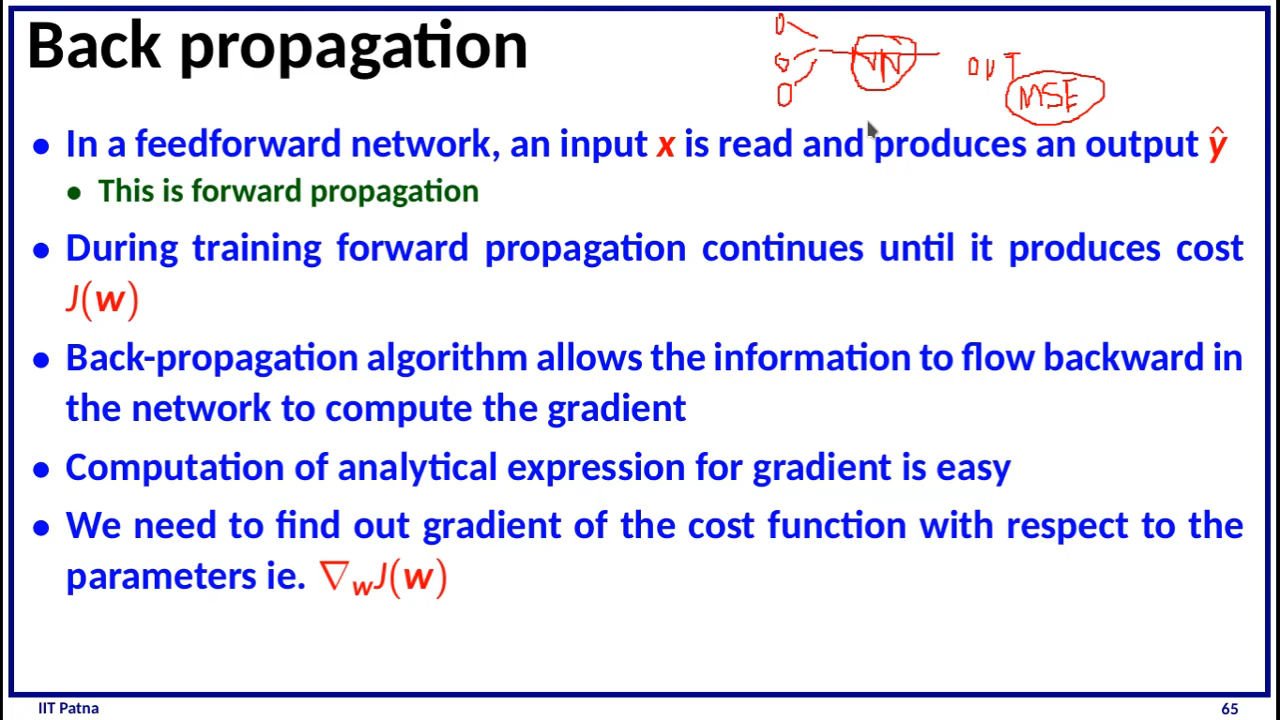 Back propagation
NN
OUT
MSE
• In a feedforward network, an input x is read and produces an output ŷ
• This is forward propagation
• During training forward propagation continues until it produces cost
J(w)
• Back-propagation algorithm allows the information to flow backward in
the network to compute the gradient
• Computation of analytical expression for gradient is easy
• We need to find out gradient of the cost function with respect to the
parameters ie. ∇wJ(w)
IIT Patna
65